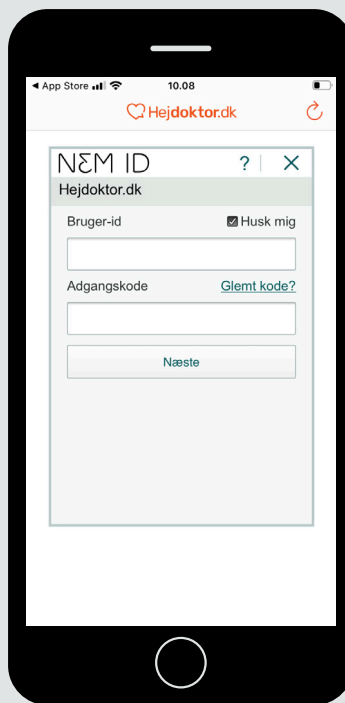 App Store 10.08
Hejdoktor.dk
NEM ID ?
Hejdoktor.dk
Bruger-id Husk mig
Adgangskode Glemt kode?
Næste